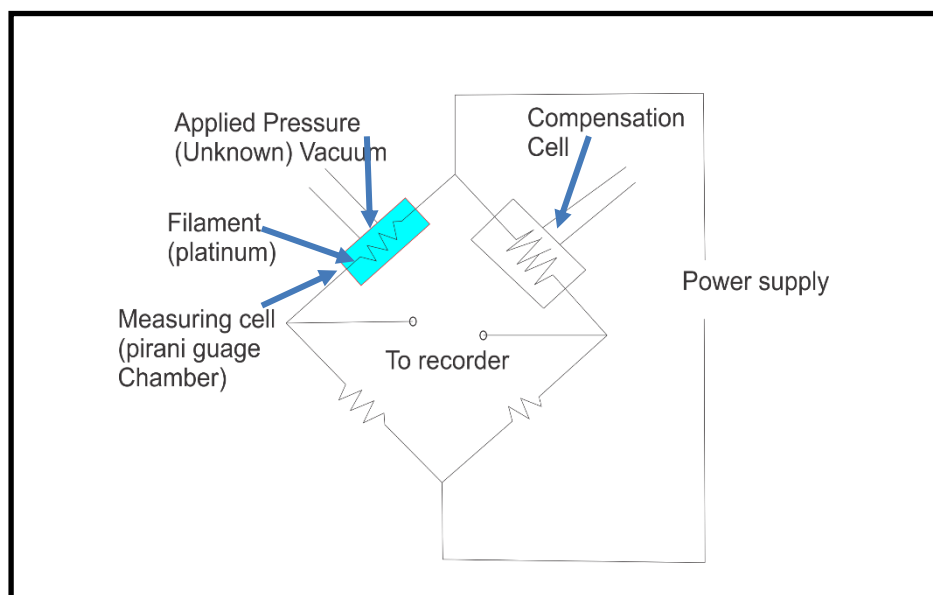 Applied Pressure
(Unknown) Vacuum
Compensation
Cell
Filament
(platinum)
Power supply
Measuring cell
(pirani guage
Chamber)
To recorder